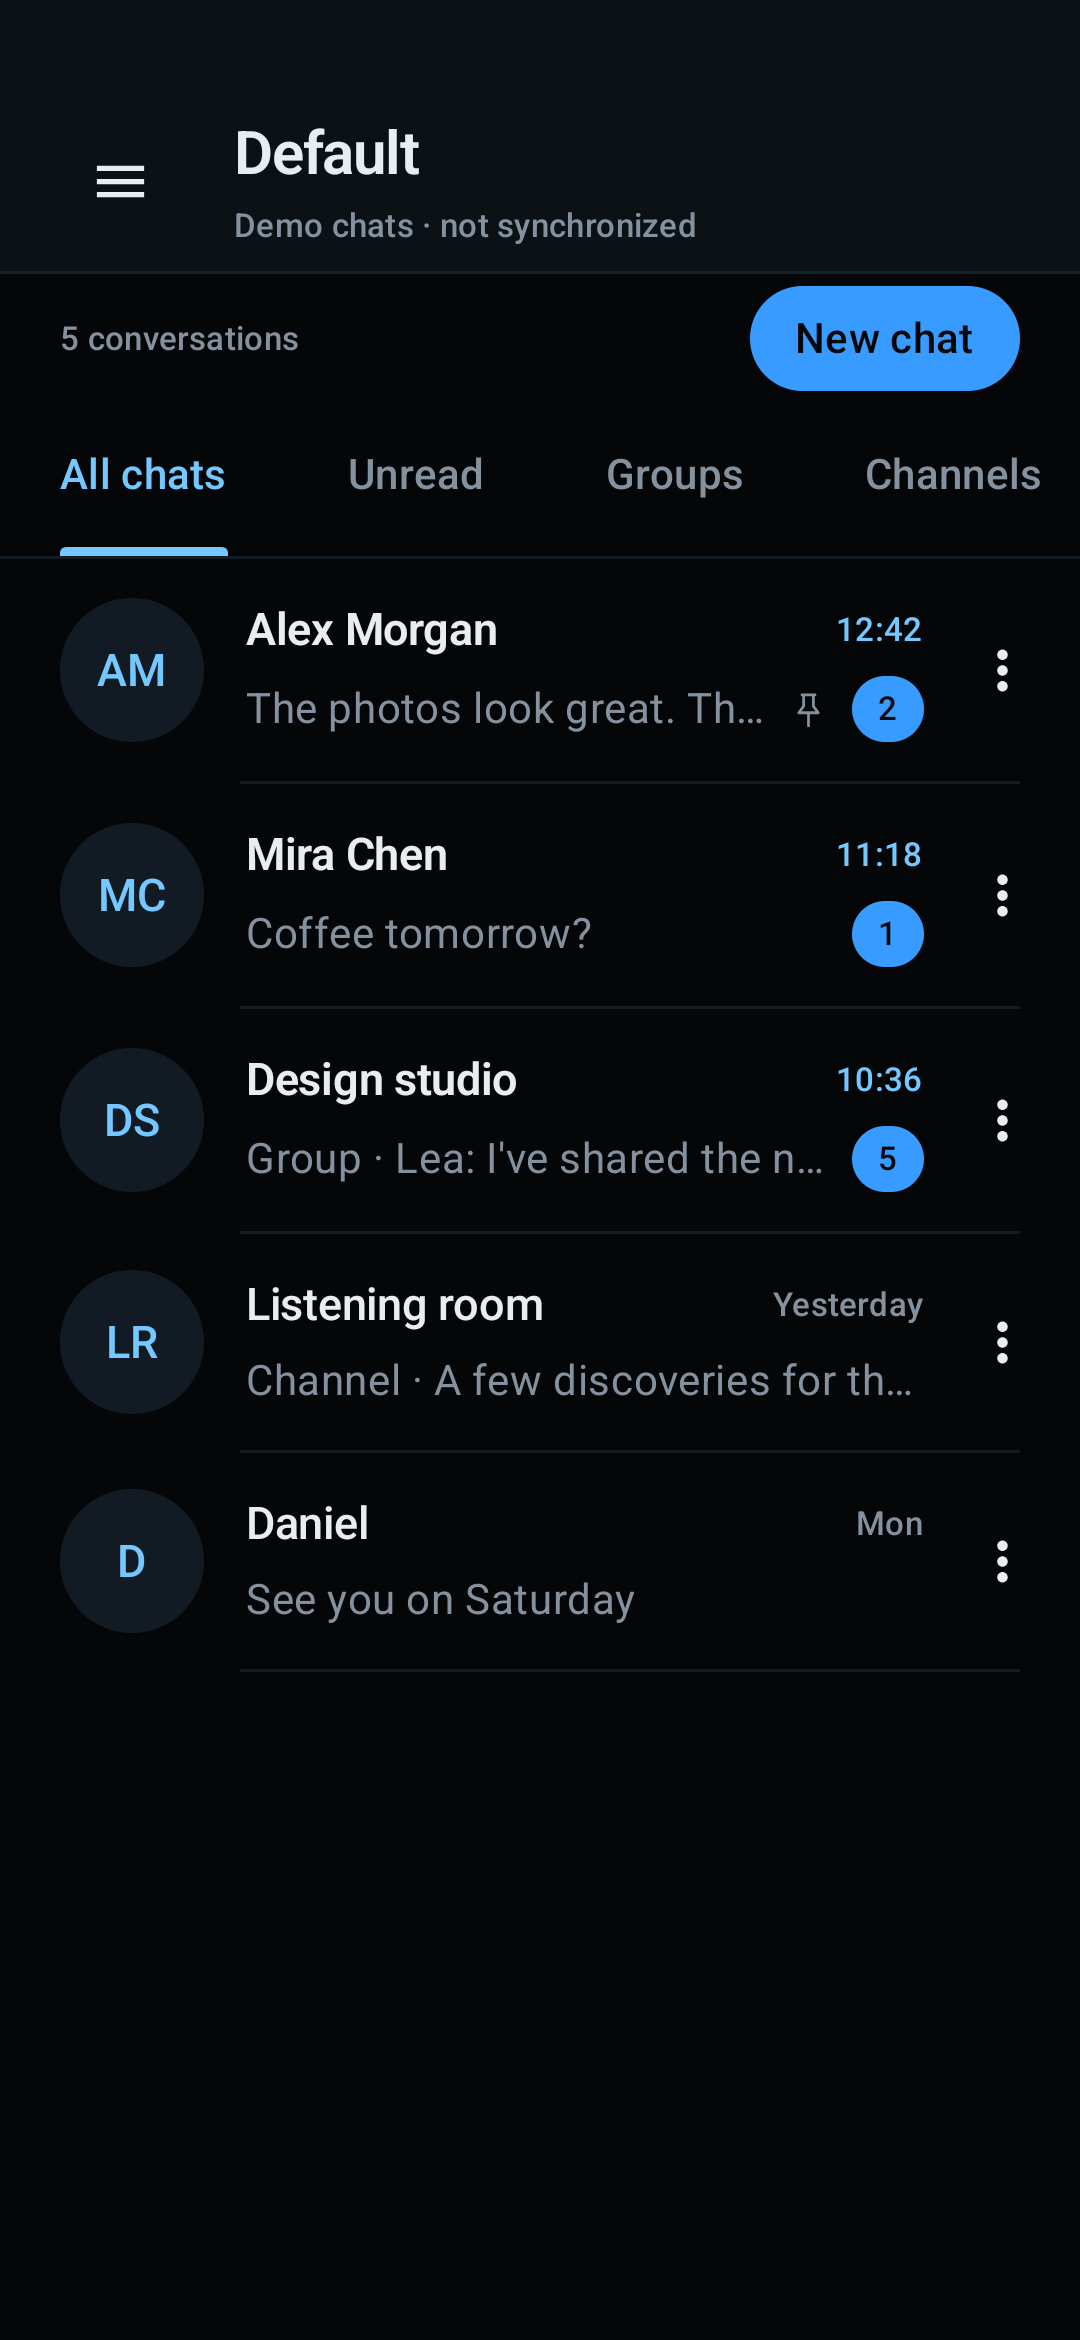 Default
Demo chats · not synchronized
5 conversations
New chat
All chats Unread Groups Channels
AM
Alex Morgan
12:42
The photos look great. Th…
2
MC
Mira Chen
11:18
Coffee tomorrow?
1
DS
Design studio
10:36
Group · Lea: I've shared the n…
5
LR
Listening room
Yesterday
Channel · A few discoveries for th…
D
Daniel
Mon
See you on Saturday